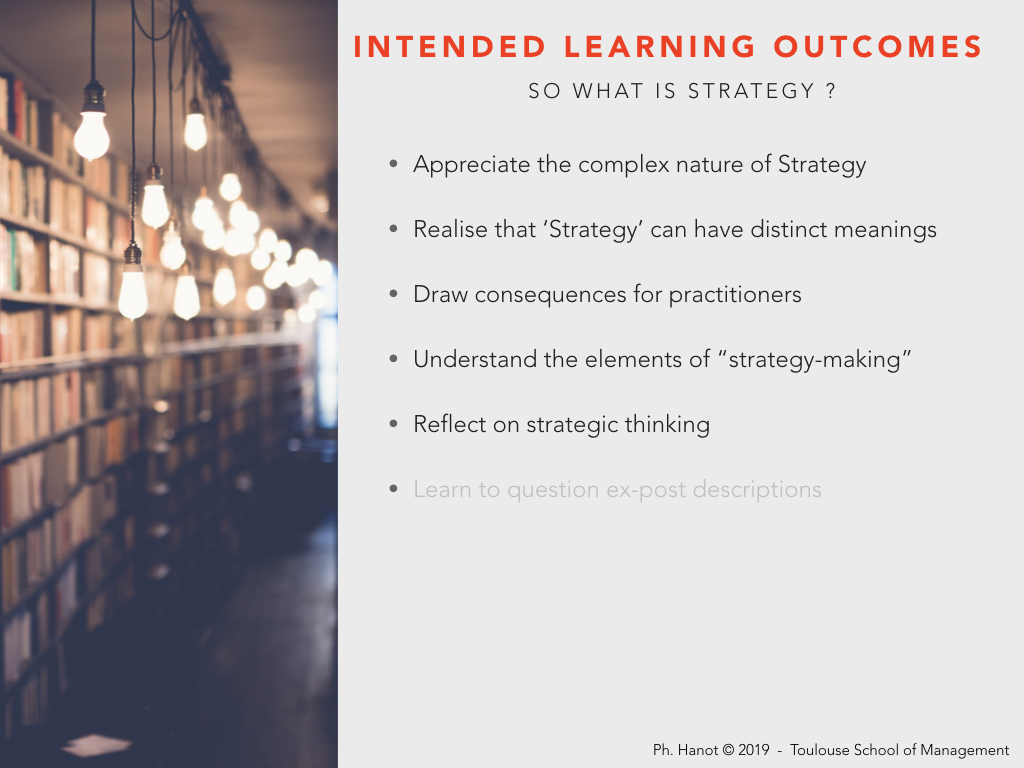 INTENDED LEARNING OUTCOMES
SO WHAT IS STRATEGY ?
• Appreciate the complex nature of Strategy
• Realise that ‘Strategy’ can have distinct meanings
• Draw consequences for practitioners
• Understand the elements of “strategy-making”
• Reflect on strategic thinking
• Learn to question ex-post descriptions
Ph. Hanot © 2019 - Toulouse School of Management